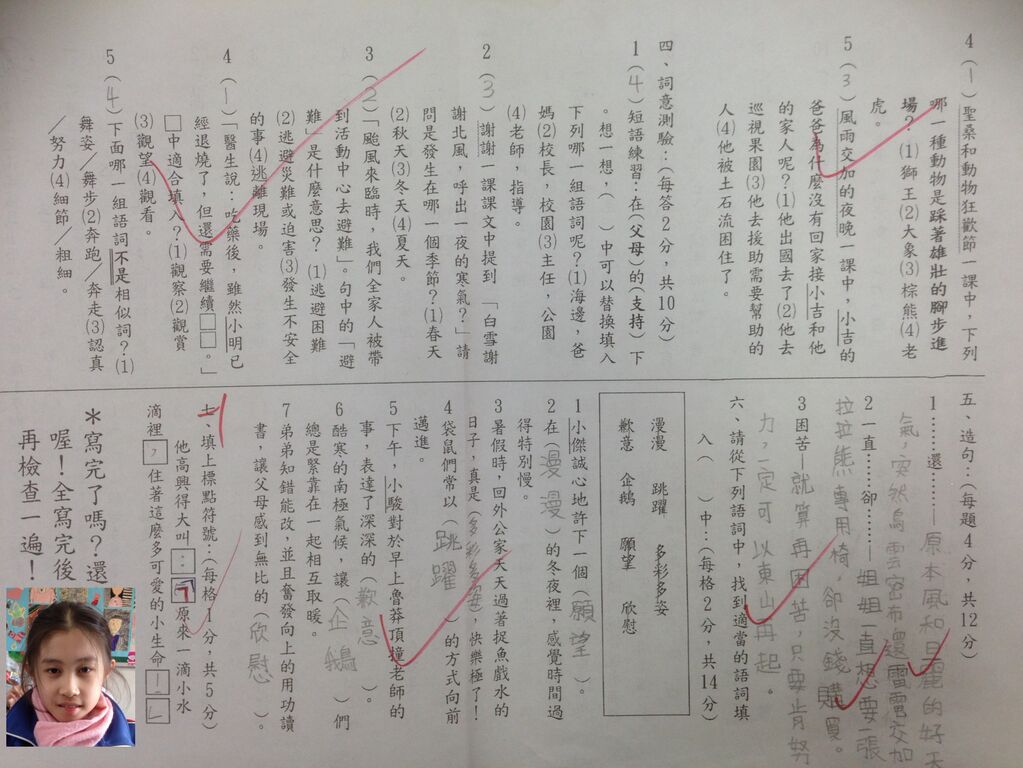 4(1)聖桑和動物狂歡節一課中，下列
哪一種動物是踩著雄壯的腳步進
場？⑴獅王⑵大象⑶棕熊⑷老
虎。
5(3)風雨交加的夜晚一課中，小吉的
爸爸為什麼沒有回家接小吉和他
的家人呢？⑴他出國去了⑵他去
巡視果園⑶他去援助需要幫助的
人⑷他被土石流困住了。
四、詞意測驗：(每答2分，共10分)
1(4)短語練習：在(父母)的(支持)下
。想一想，( )中可以替換填入
下列哪一組語詞呢？⑴海邊，爸
媽⑵校長，校園⑶主任，公園
⑷老師，指導。
2(3)謝謝一課課文中提到「白雪謝
謝北風，呼出一夜的寒氣？」請
問是發生在哪一個季節？⑴春天
⑵秋天⑶冬天⑷夏天。
3(2)「颱風來臨時，我們全家人被帶
到活動中心去避難」。句中的「避
難」是什麼意思？⑴逃避困難
⑵逃避災難或迫害⑶發生不安全
的事⑷逃離現場。
4(1)「醫生說：吃藥後，雖然小明已
經退燒了，但還需要繼續□□。」
□中適合填入？⑴觀察⑵觀賞
⑶觀望⑷觀看。
5(4)下面哪一組語詞不是相似詞？⑴
舞姿／舞步⑵奔跑／奔走⑶認真
／努力⑷細節／粗細。
五、造句：(每題4分，共12分)
1……還……—原本風和日麗的好天
氣，突然烏雲密布還雷電交加
2一直……卻……—姐姐一直想要一張
拉拉熊專用椅，卻沒錢購買。
3困苦—就算再困苦，只要肯努
力，一定可以東山再起。
六、請從下列語詞中，找到適當的語詞填
入( )中：(每格2分，共14分)
漫漫 跳躍 多彩多姿
歉意 企鵝 願望 欣慰
1小傑誠心地許下一個(願望)。
2在(漫漫)的冬夜裡，感覺時間過
得特別慢。
3暑假時，回外公家天天過著捉魚戲水的
日子，真是(多彩多姿)，快樂極了！
4袋鼠們常以(跳躍)的方式向前
邁進。
5下午，小駿對於早上魯莽頂撞老師的
事，表達了深深的(歉意)。
6酷寒的南極氣候，讓(企鵝)們
總是緊靠在一起相互取暖。
7弟弟知錯能改，並且奮發向上的用功讀
書，讓父母感到無比的(欣慰)。
七、填上標點符號：(每格1分，共5分)
他高興得大叫：「原來一滴小水
滴裡，住著這麼多可愛的小生命！」
＊寫完了嗎？還
喔！全寫完後
再檢查一遍！